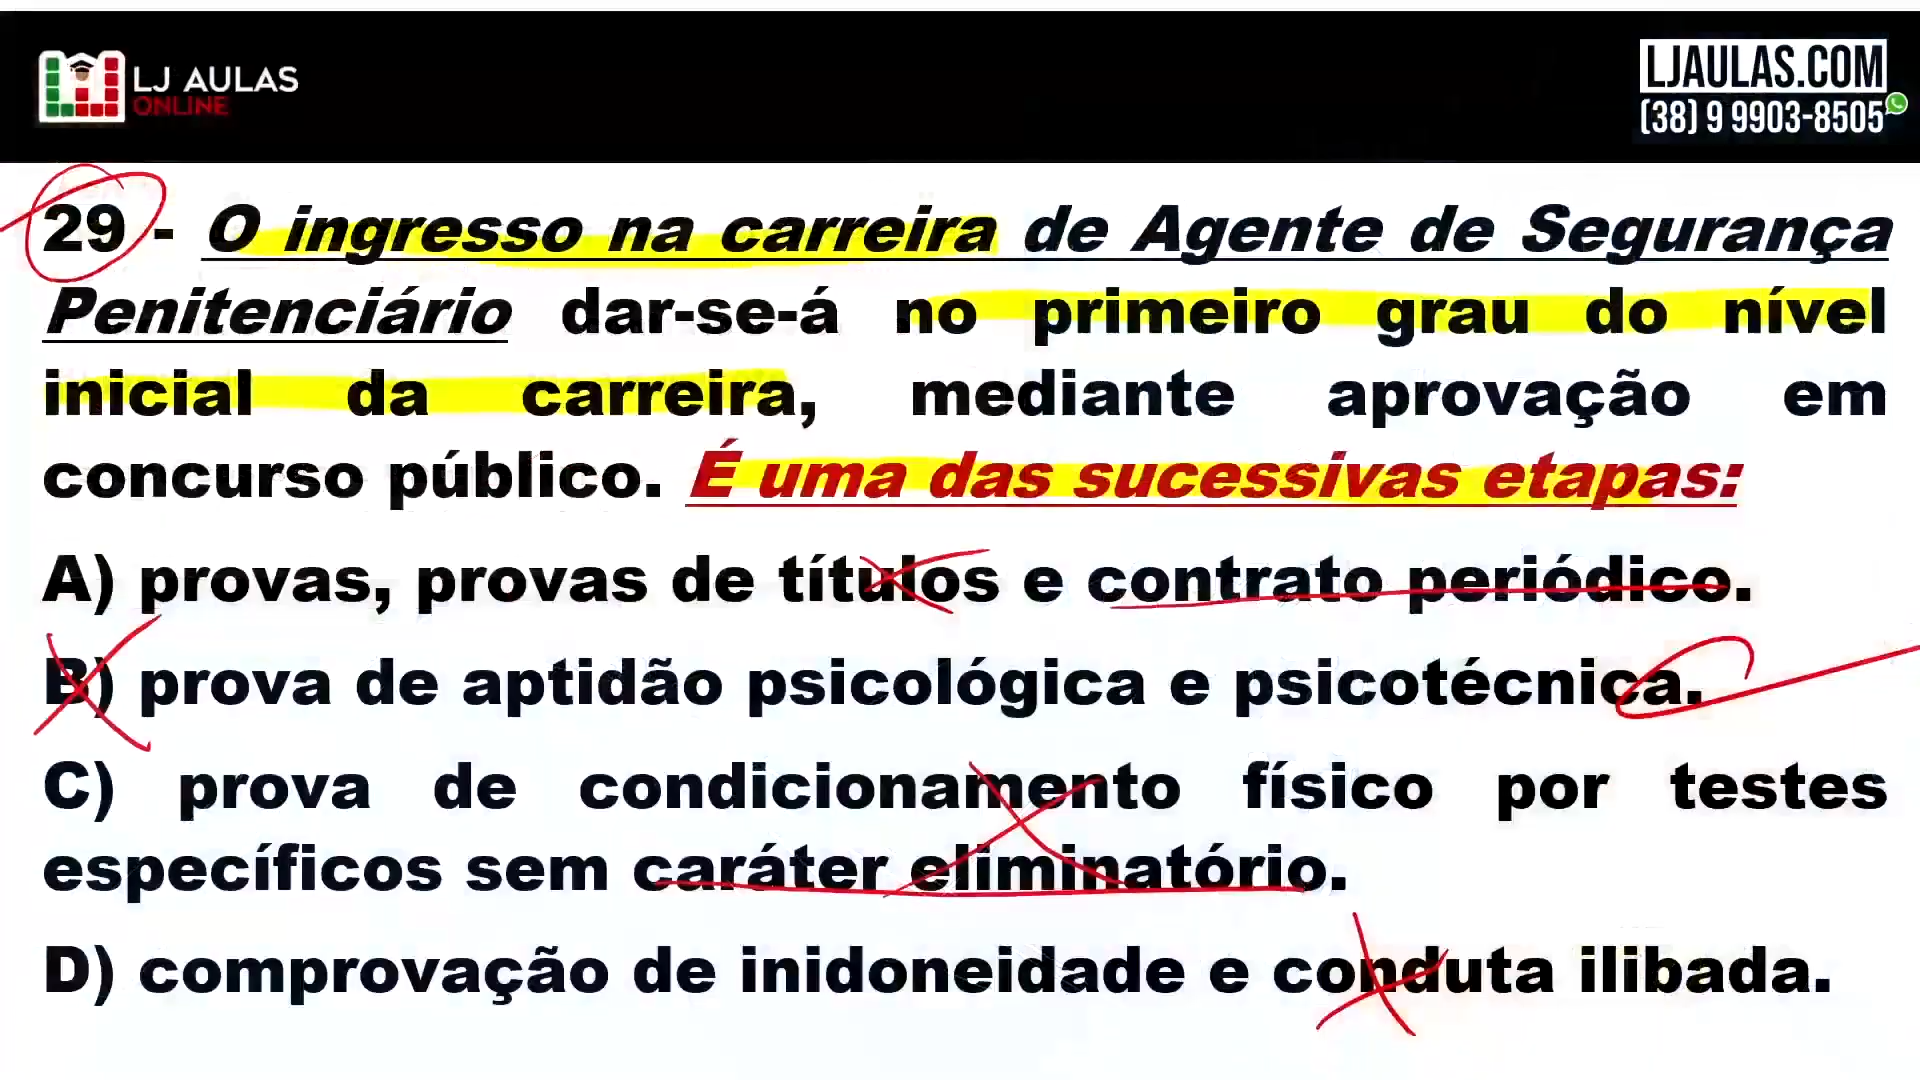 LJ AULAS
ONLINE
LJAULAS.COM
(38) 9 9903-8505
29 - O ingresso na carreira de Agente de Segurança
Penitenciário dar-se-á no primeiro grau do nível
inicial da carreira, mediante aprovação em
concurso público. É uma das sucessivas etapas:
A) provas, provas de títulos e contrato periódico.
B) prova de aptidão psicológica e psicotécnica.
C) prova de condicionamento físico por testes
específicos sem caráter eliminatório.
D) comprovação de inidoneidade e conduta ilibada.